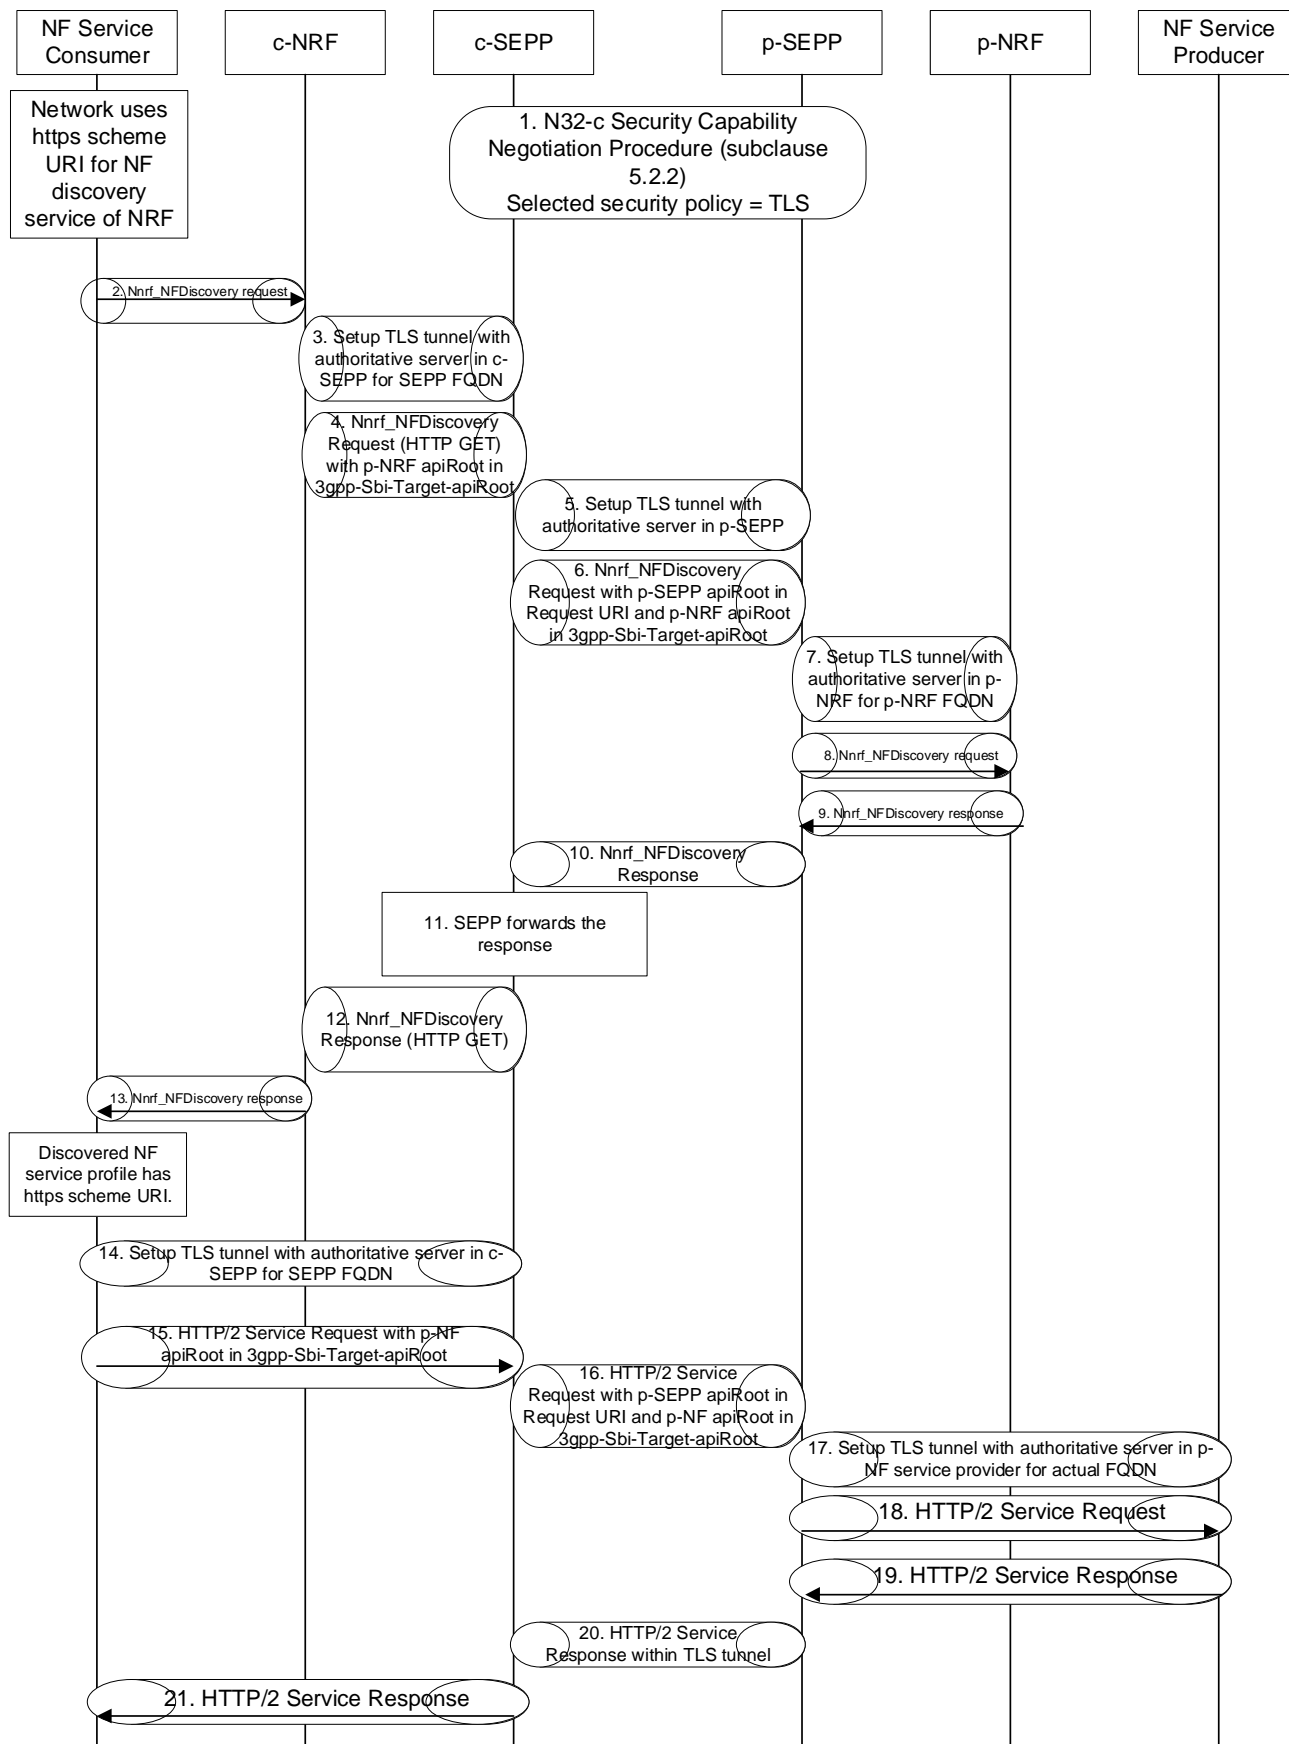 NF Service
Consumer
c-NRF
c-SEPP
p-SEPP
p-NRF
NF Service
Producer
Network uses
https scheme
URI for NF
discovery
service of NRF
1. N32-c Security Capability
Negotiation Procedure (subclause
5.2.2)
Selected security policy = TLS
2. Nnrf_NFDiscovery request
3. Setup TLS tunnel with
authoritative server in c-
SEPP for SEPP FQDN
4. Nnrf_NFDiscovery
Request (HTTP GET)
with p-NRF apiRoot in
3gpp-Sbi-Target-apiRoot
5. Setup TLS tunnel with
authoritative server in p-SEPP
6. Nnrf_NFDiscovery
Request with p-SEPP apiRoot in
Request URI and p-NRF apiRoot
in 3gpp-Sbi-Target-apiRoot
7. Setup TLS tunnel with
authoritative server in p-
NRF for p-NRF FQDN
8. Nnrf_NFDiscovery request
9. Nnrf_NFDiscovery response
10. Nnrf_NFDiscovery
Response
11. SEPP forwards the
response
12. Nnrf_NFDiscovery
Response (HTTP GET)
13. Nnrf_NFDiscovery response
Discovered NF
service profile has
https scheme URI.
14. Setup TLS tunnel with authoritative server in c-
SEPP for SEPP FQDN
15. HTTP/2 Service Request with p-NF
apiRoot in 3gpp-Sbi-Target-apiRoot
16. HTTP/2 Service
Request with p-SEPP apiRoot in
Request URI and p-NF apiRoot in
3gpp-Sbi-Target-apiRoot
17. Setup TLS tunnel with authoritative server in p-
NF service provider for actual FQDN
18. HTTP/2 Service Request
19. HTTP/2 Service Response
20. HTTP/2 Service
Response within TLS tunnel
21. HTTP/2 Service Response